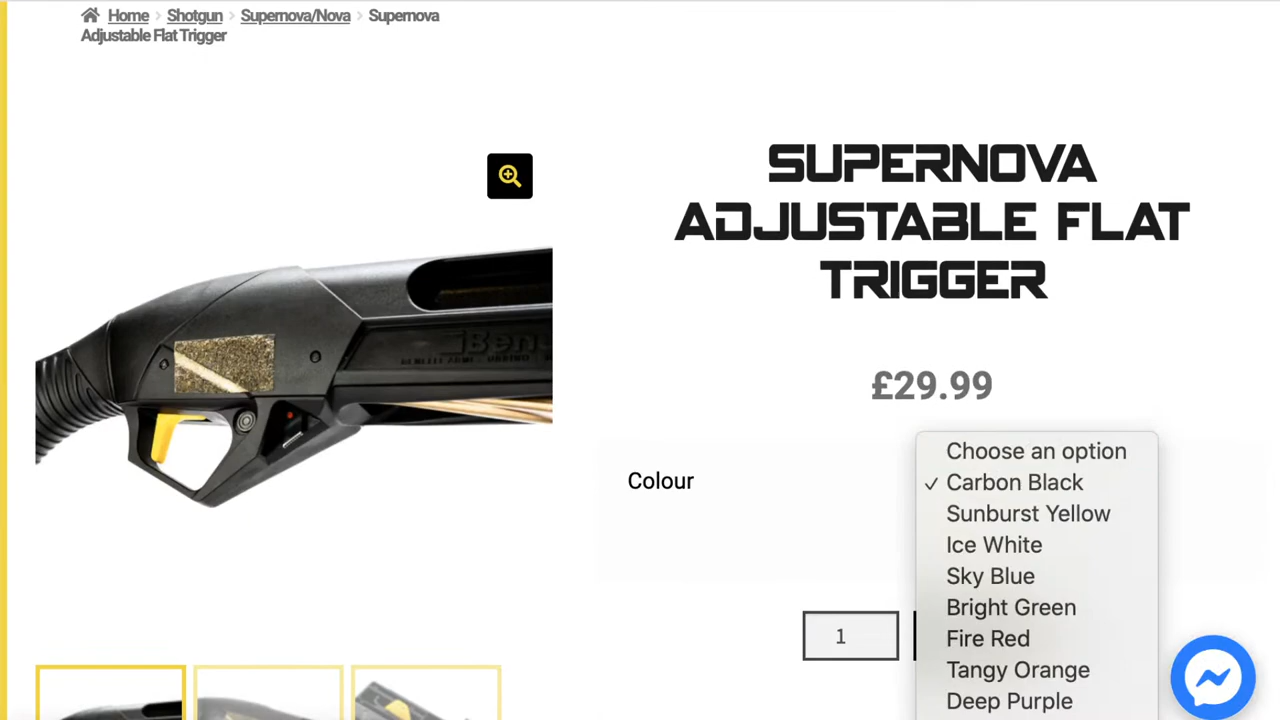 Home > Shotgun > Supernova/Nova > Supernova
Adjustable Flat Trigger
SUPERNOVA
ADJUSTABLE FLAT
TRIGGER
£29.99
Colour
Choose an option
✓ Carbon Black
Sunburst Yellow
Ice White
Sky Blue
Bright Green
Fire Red
Tangy Orange
Deep Purple
1